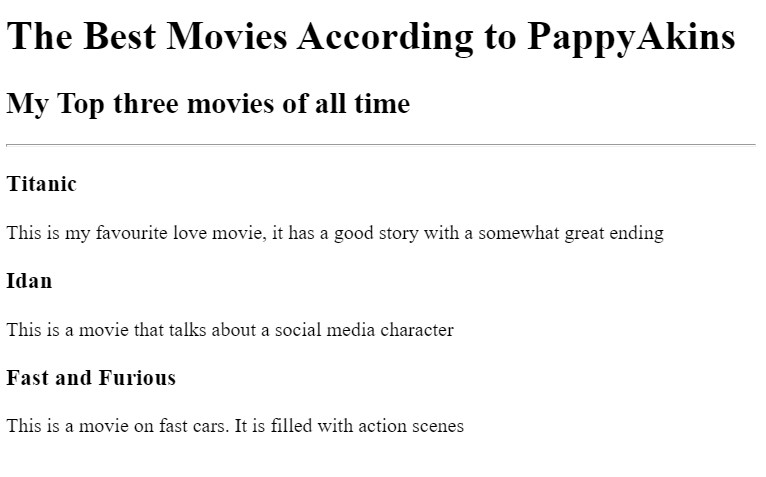 The Best Movies According to PappyAkins
My Top three movies of all time
Titanic
This is my favourite love movie, it has a good story with a somewhat great ending
Idan
This is a movie that talks about a social media character
Fast and Furious
This is a movie on fast cars. It is filled with action scenes